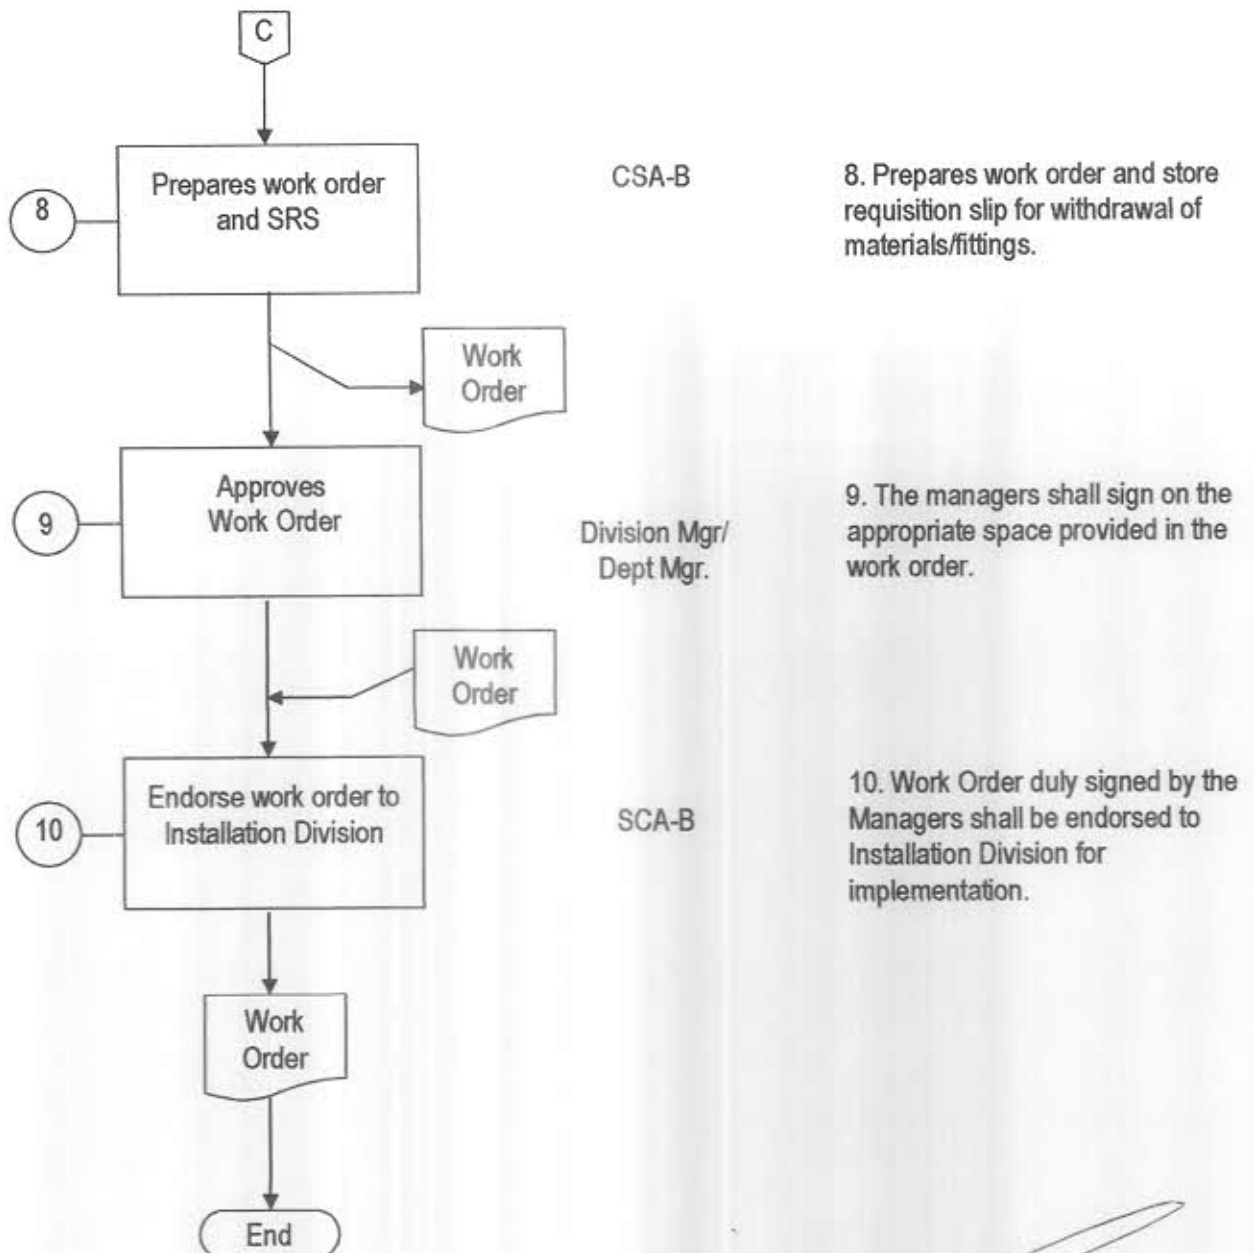 C
8
Prepares work order
and SRS
CSA-B
8. Prepares work order and store
requisition slip for withdrawal of
materials/fittings.
Work
Order
9
Approves
Work Order
Division Mgr/
Dept Mgr.
9. The managers shall sign on the
appropriate space provided in the
work order.
Work
Order
10
Endorse work order to
Installation Division
SCA-B
10. Work Order duly signed by the
Managers shall be endorsed to
Installation Division for
implementation.
Work
Order
End